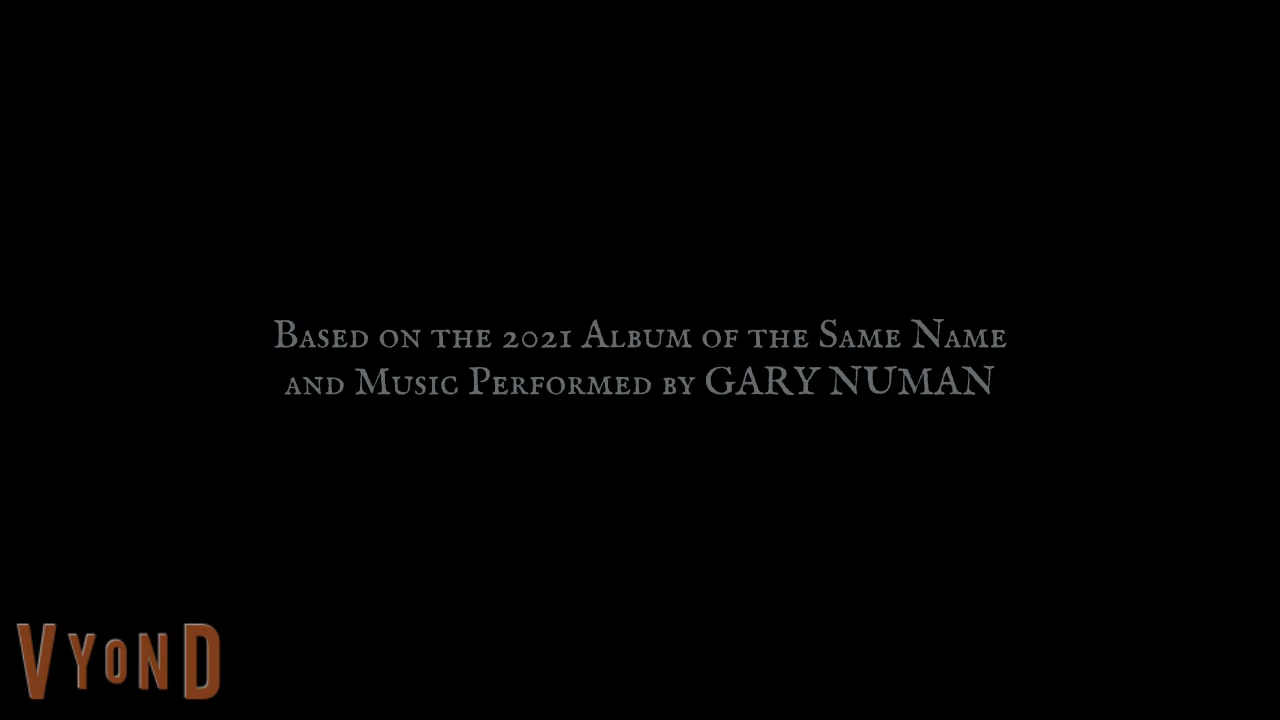 Based on the 2021 Album of the Same Name
and Music Performed by GARY NUMAN
VYOND